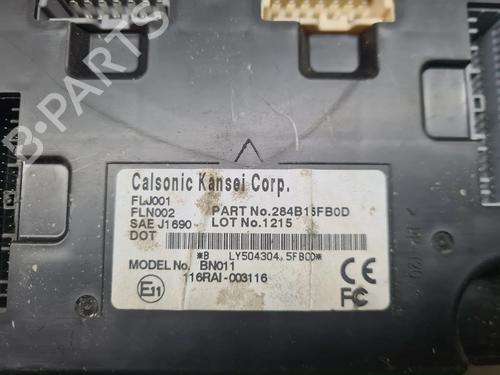 Calsonic Kansei Corp.
FLJ001
FLN002 PART No.284B15FB0D
SAE J1690- LOT No.1215
DOT
*B LY504304,5FB0D*
MODEL No. BN011
116RAI-003116
E11
CE
FC
B-PARTS